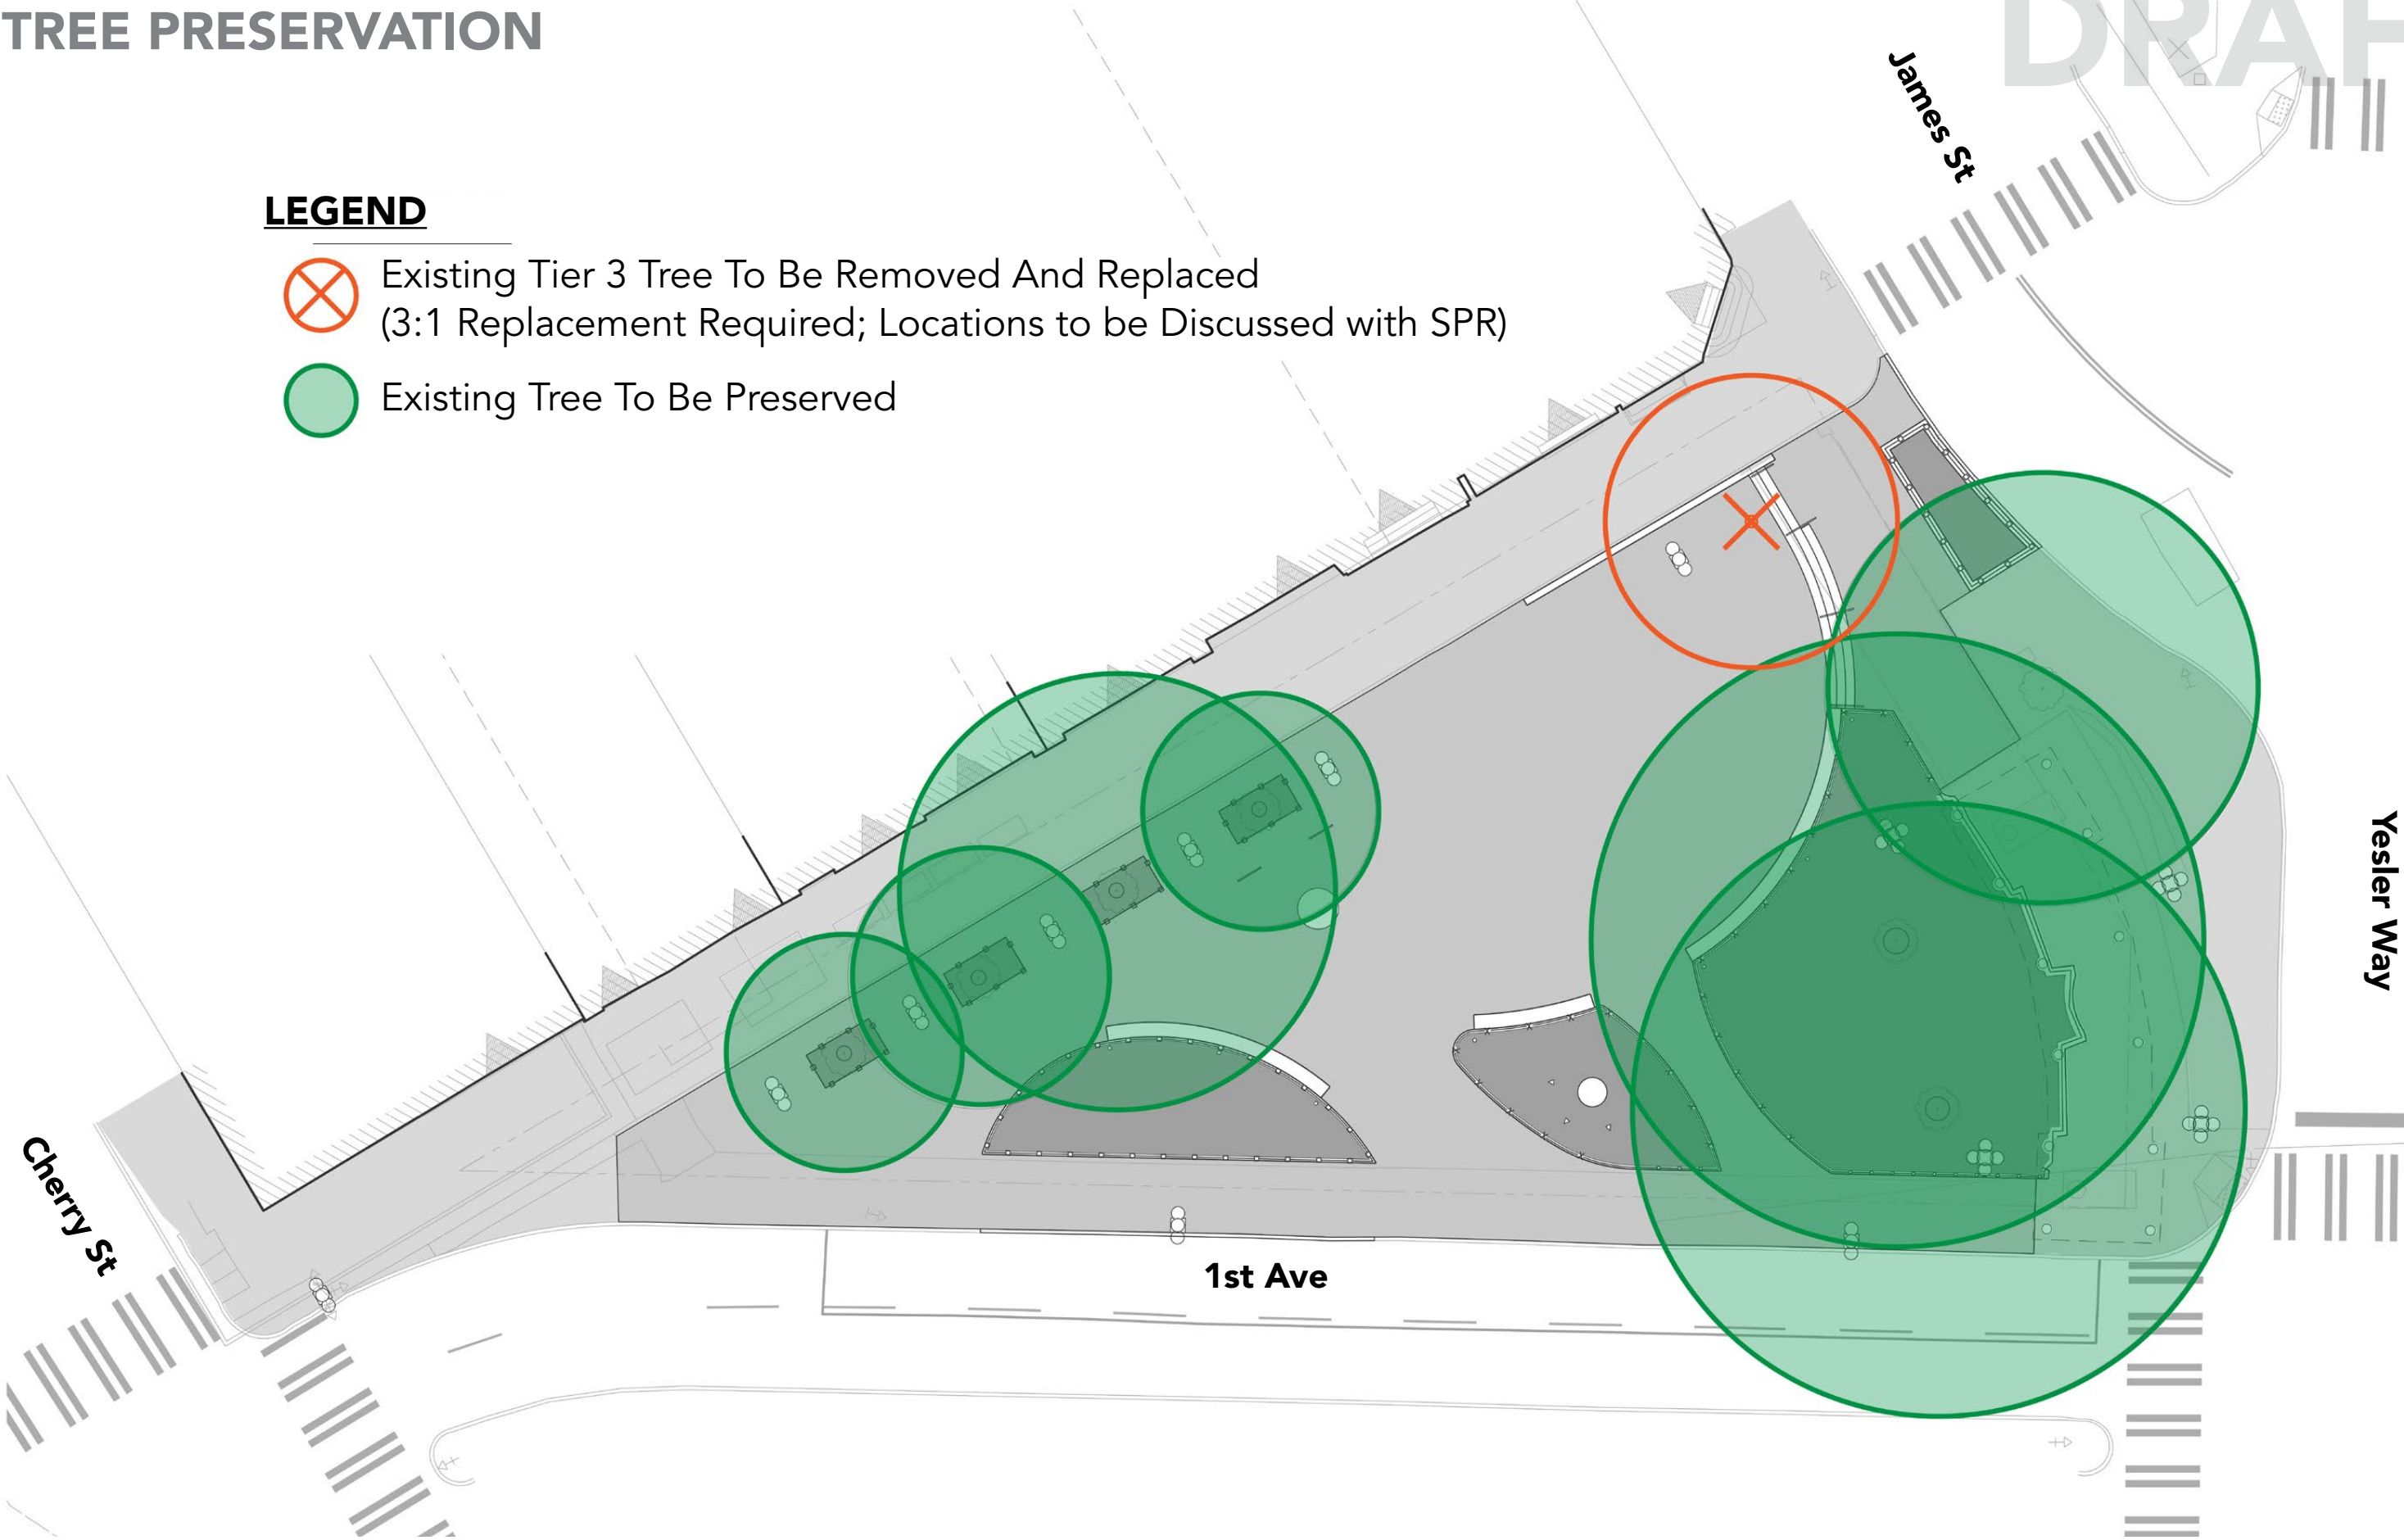 TREE PRESERVATION
DRAF
James St
LEGEND
Existing Tier 3 Tree To Be Removed And Replaced
(3:1 Replacement Required; Locations to be Discussed with SPR)
Existing Tree To Be Preserved
Yesler Way
Cherry St
1st Ave